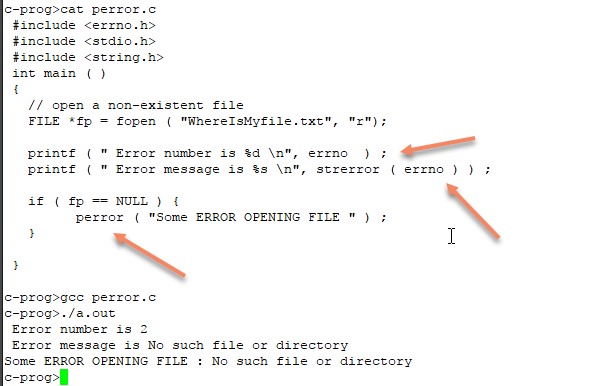 c-prog>cat perror.c
#include <errno.h>
#include <stdio.h>
#include <string.h>
int main ( )
{
// open a non-existent file
FILE *fp = fopen ( "WhereIsMyfile.txt", "r");
printf ( " Error number is %d \n", errno  ) ;
printf ( " Error message is %s \n", strerror ( errno ) ) ;
if ( fp == NULL ) {
perror ( "Some ERROR OPENING FILE " ) ;
}
}
c-prog>gcc perror.c
c-prog>./a.out
Error number is 2
Error message is No such file or directory
Some ERROR OPENING FILE : No such file or directory
c-prog>